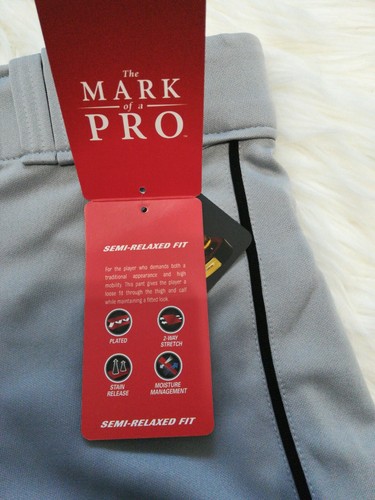 The
MARK
of a
PRO™
SEMI-RELAXED FIT
For the player who demands both a
traditional appearance and high
mobility. This pant gives the player a
loose fit through the thigh and calf
while maintaining a fitted look
PLATED
2-WAY
STRETCH
STAIN
RELEASE
MOISTURE
MANAGEMENT
SEMI-RELAXED FIT